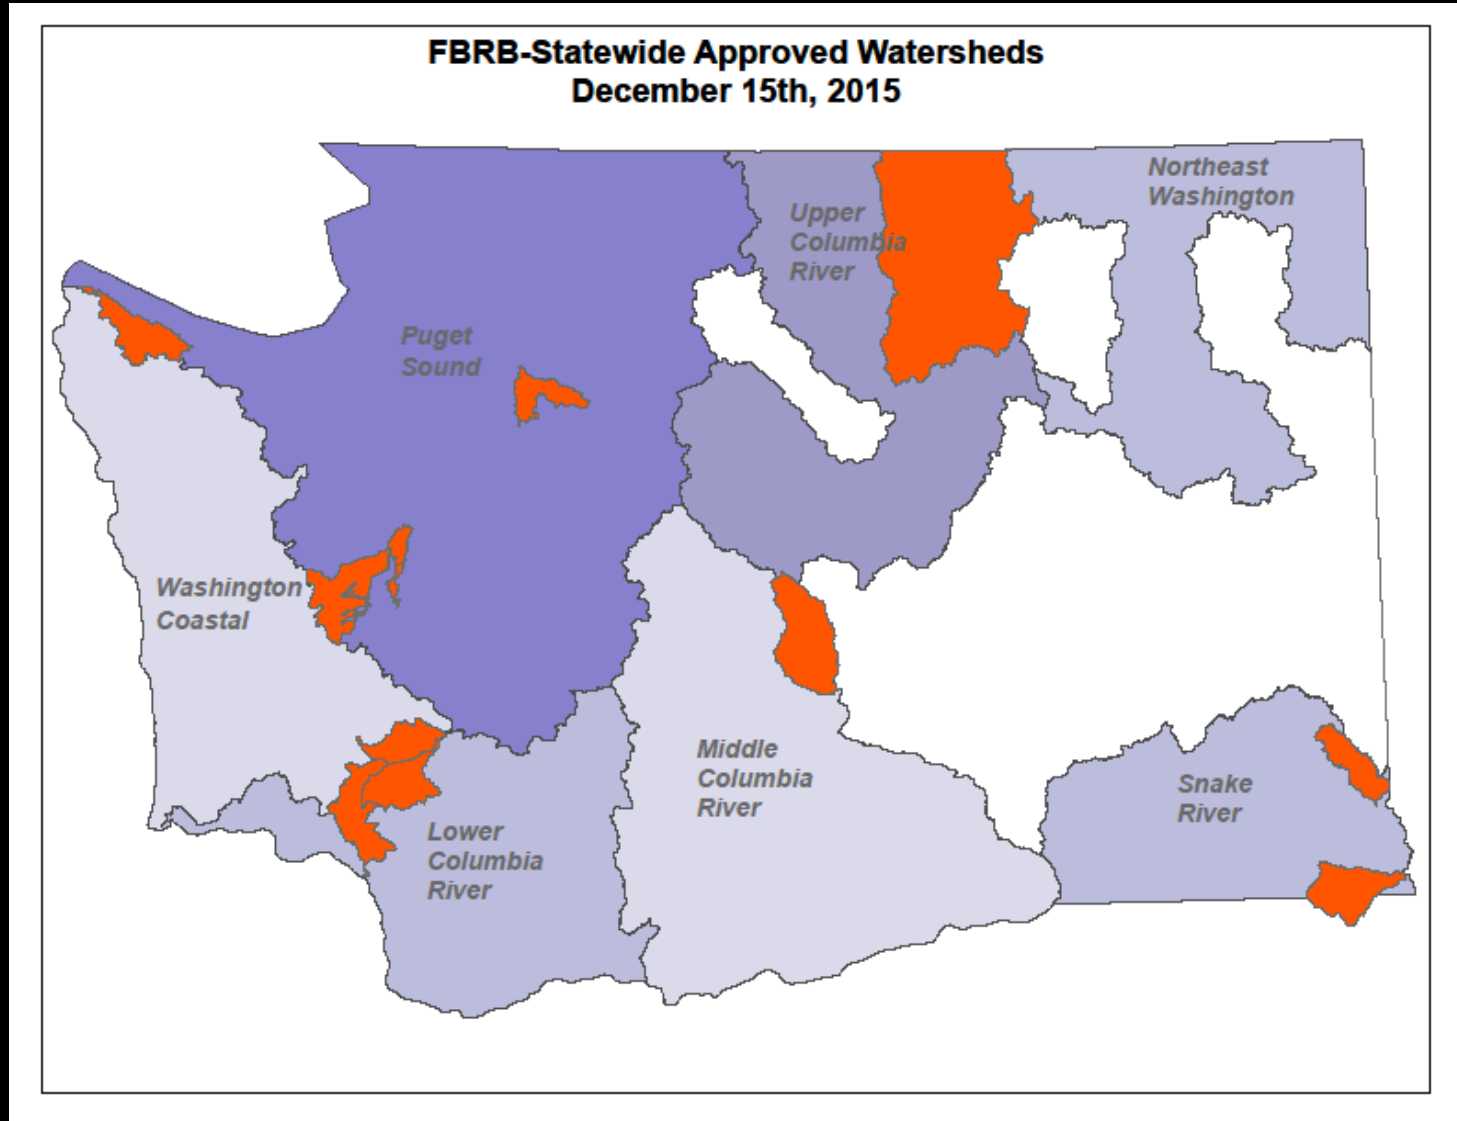 FBRB-Statewide Approved Watersheds
December 15th, 2015
Northeast
Washington
Upper
Columbia
River
Puget
Sound
Washington
Coastal
Middle
Columbia
River
Snake
River
Lower
Columbia
River